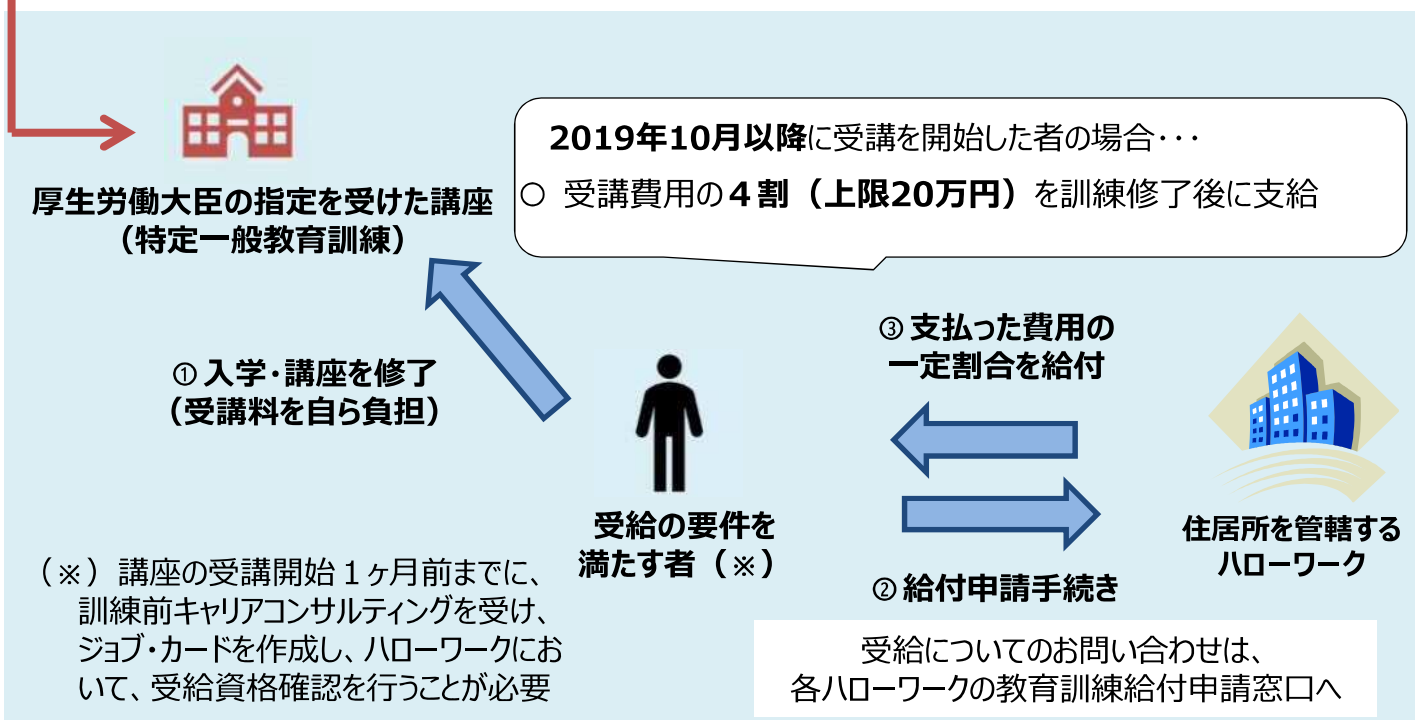 2019年10月以降に受講を開始した者の場合・・・
○ 受講費用の４割（上限20万円）を訓練修了後に支給
厚生労働大臣の指定を受けた講座
（特定一般教育訓練）
① 入学・講座を修了
（受講料を自ら負担）
③ 支払った費用の
一定割合を給付
受給の要件を
満たす者（※）
住居所を管轄する
ハローワーク
② 給付申請手続き
（※）講座の受講開始１ヶ月前までに、
訓練前キャリアコンサルティングを受け、
ジョブ・カードを作成し、ハローワークにお
いて、受給資格確認を行うことが必要
受給についてのお問い合わせは、
各ハローワークの教育訓練給付申請窓口へ